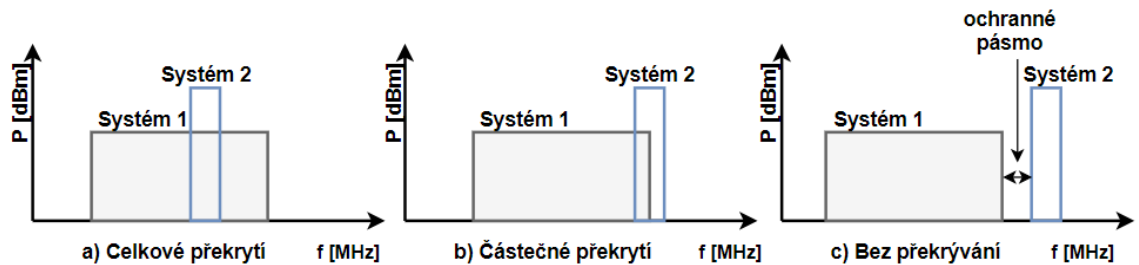 P [dBm]
Systém 1
Systém 2
a) Celkové překrytí
f [MHz]
P [dBm]
Systém 1
Systém 2
b) Částečné překrytí
f [MHz]
P [dBm]
Systém 1
ochranné
pásmo
Systém 2
c) Bez překrývání
f [MHz]